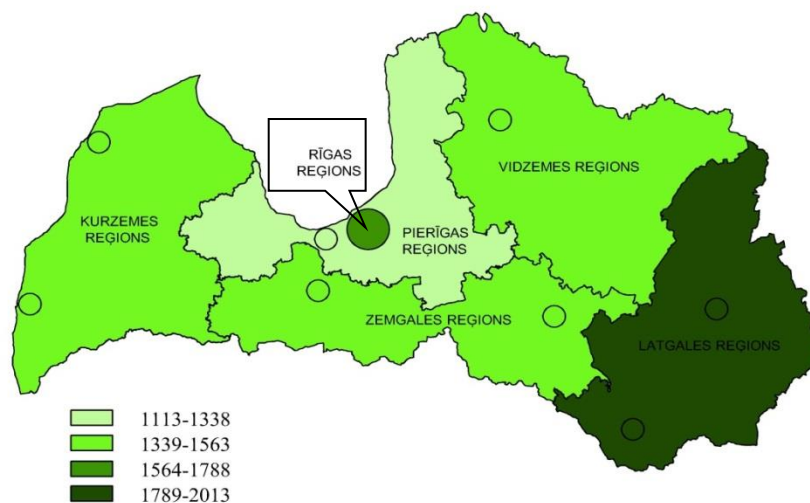 RĪGAS
REĢIONS
VIDZEMES REĢIONS
KURZEMES
REĢIONS
PIERĪGAS
REĢIONS
ZEMGALES REĢIONS
LATGALES REĢIONS
1113-1338
1339-1563
1564-1788
1789-2013